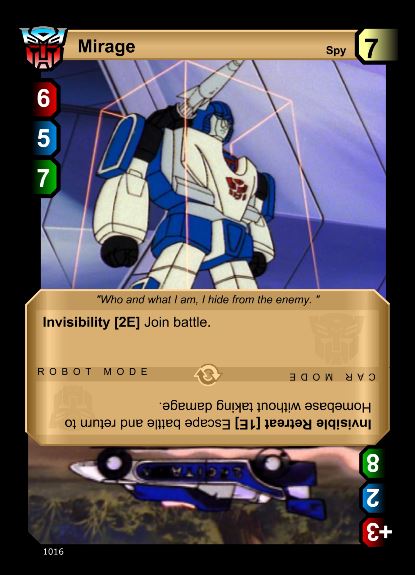 Mirage
Spy
7
6
5
7
"Who and what I am, I hide from the enemy. "
Invisibility [2E] Join battle.
ROBOT MODE
CAR MODE
Invisible Retreat [1E] Escape battle and return to
Homebase without taking damage.
+3
2
8
1016